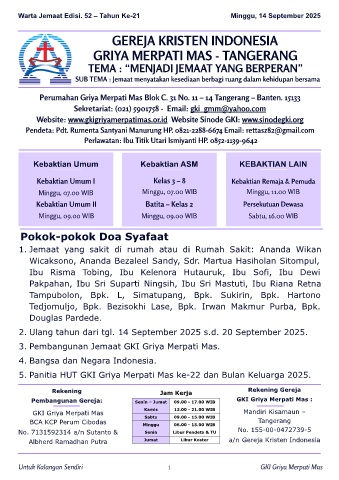 Warta Jemaat Edisi. 52 – Tahun Ke-21 Minggu, 14 September 2025
GEREJA KRISTEN INDONESIA
GRIYA MERPATI MAS - TANGERANG
TEMA : “MENJADI JEMAAT YANG BERPERAN”
SUB TEMA : Jemaat menyatakan kesediaan berbagi ruang dalam kehidupan bersama
Perumahan Griya Merpati Mas Blok C. 31 No. 11 – 14 Tangerang – Banten. 15133
Sekretariat: (021) 5901758 - Email: gki_gmm@yahoo.com
Website: www.gkigriyamerpatimas.or.id Website Sinode GKI: www.sinodegki.org
Pendeta: Pdt. Rumenta Santyani Manurung HP. 0821-2288-6674 Email: rettasz82@gmail.com
Perlawatan: Ibu Titik Utari Ismiyanti HP. 0852-1139-9642
Kebaktian Umum
Kebaktian Umum I
Minggu, 07.00 WIB
Kebaktian Umum II
Minggu, 09.00 WIB
Kebaktian ASM
Kelas 3 – 8
Minggu, 07.00 WIB
Batita – Kelas 2
Minggu, 09.00 WIB
KEBAKTIAN LAIN
Kebaktian Remaja & Pemuda
Minggu, 11.00 WIB
Persekutuan Dewasa
Sabtu, 16.00 WIB
Pokok-pokok Doa Syafaat
1. Jemaat yang sakit di rumah atau di Rumah Sakit: Ananda Wikan
Wicaksono, Ananda Bezaleel Sandy, Sdr. Martua Hasiholan Sitompul,
Ibu Risma Tobing, Ibu Kelenora Hutauruk, Ibu Sofi, Ibu Dewi
Pakpahan, Ibu Sri Suparti Ningsih, Ibu Sri Mastuti, Ibu Riana Retna
Tampubolon, Bpk. L, Simatupang, Bpk. Sukirin, Bpk. Hartono
Tedjomuljo, Bpk. Bezisokhi Lase, Bpk. Irwan Makmur Purba, Bpk.
Douglas Pardede.
2. Ulang tahun dari tgl. 14 September 2025 s.d. 20 September 2025.
3. Pembangunan Jemaat GKI Griya Merpati Mas.
4. Bangsa dan Negara Indonesia.
5. Panitia HUT GKI Griya Merpati Mas ke-22 dan Bulan Keluarga 2025.
Rekening
Pembangunan Gereja:
GKI Griya Merpati Mas
BCA KCP Perum Cibodas
No. 7131592314 a/n Sutanto &
Albherd Ramadhan Putra
Jam Kerja
Senin – Jumat 09.00 - 17.00 WIB
Kamis 13.00 - 21.00 WIB
Sabtu 09.00 - 15.00 WIB
Minggu 06.00 - 15.00 WIB
Senin Libur Pendeta & TU
Jumat Libur Koster
Rekening Gereja
GKI Griya Merpati Mas :
Mandiri Kisamaun –
Tangerang
No. 155-00-0472739-5
a/n Gereja Kristen Indonesia
Untuk Kalangan Sendiri 1 GKI Griya Merpati Mas